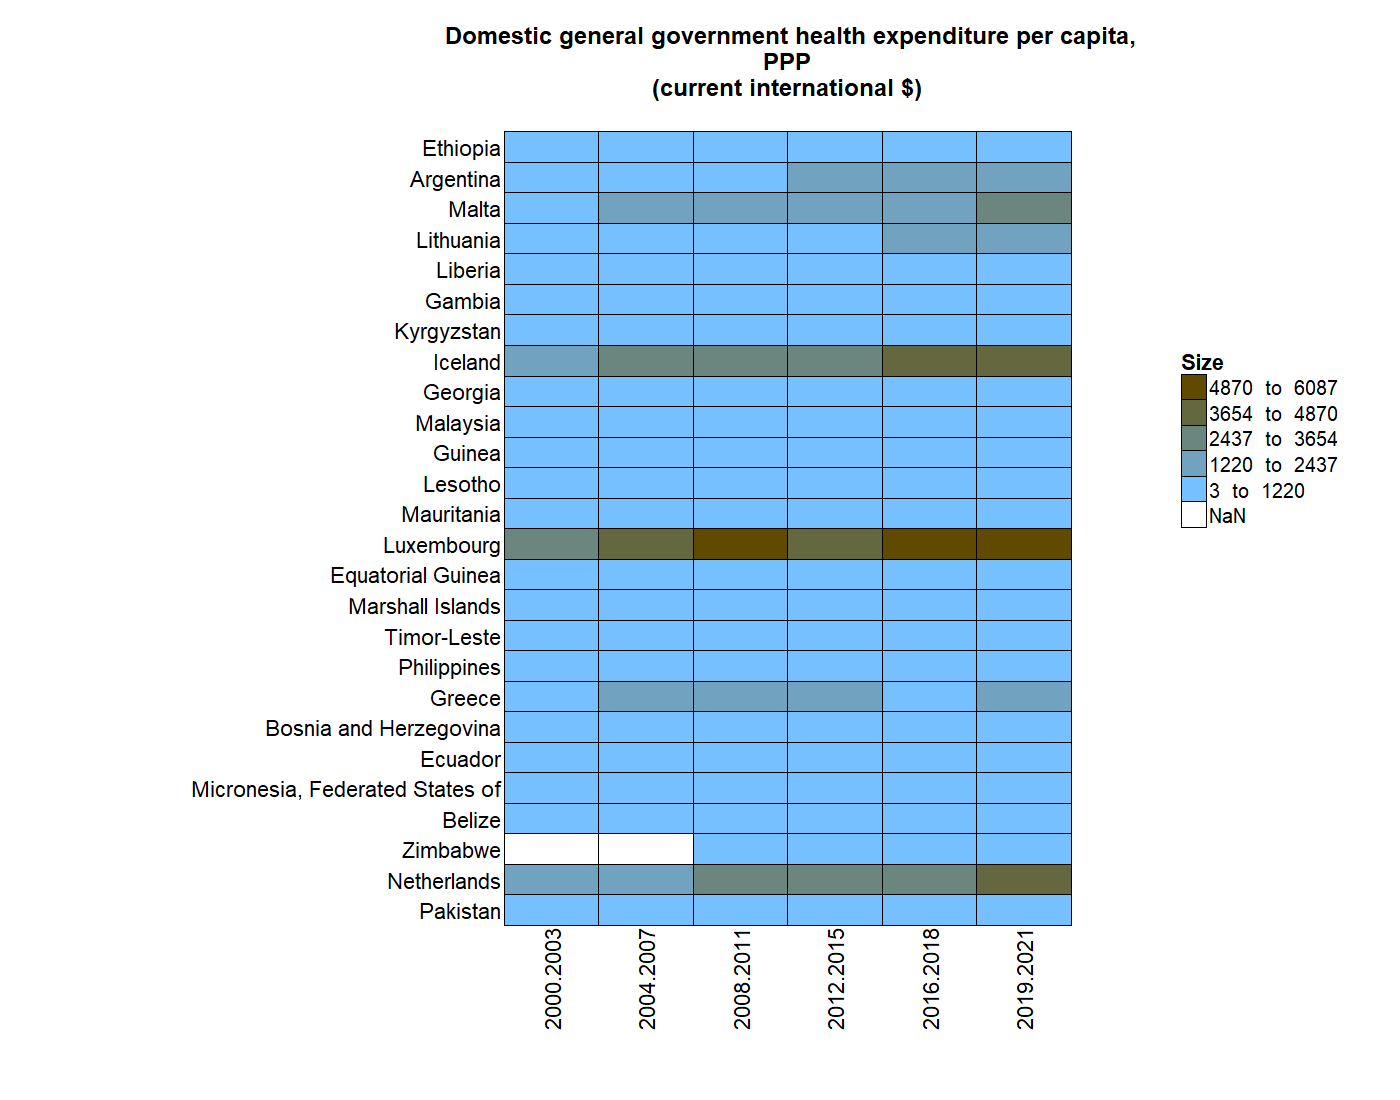 Domestic general government health expenditure per capita,
PPP
(current international $)
Ethiopia
Argentina
Malta
Lithuania
Liberia
Gambia
Kyrgyzstan
Iceland
Georgia
Malaysia
Guinea
Lesotho
Mauritania
Luxembourg
Equatorial Guinea
Marshall Islands
Timor-Leste
Philippines
Greece
Bosnia and Herzegovina
Ecuador
Micronesia, Federated States of
Belize
Zimbabwe
Netherlands
Pakistan
2000.2003
2004.2007
2008.2011
2012.2015
2016.2018
2019.2021
Size
4870 to 6087
3654 to 4870
2437 to 3654
1220 to 2437
3 to 1220
NaN